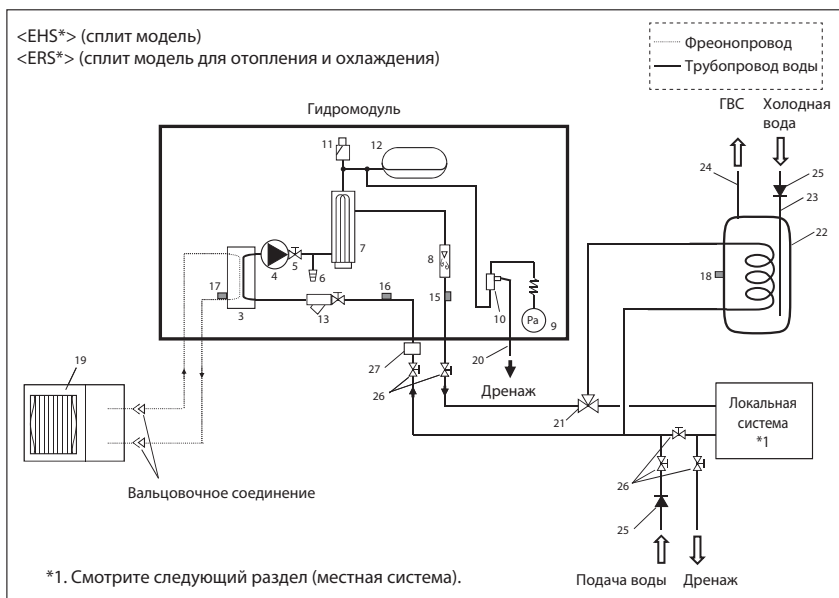 <EHS*> (сплит модель)
<ERS*> (сплит модель для отопления и охлаждения)
Фреонопровод
Трубопровод воды
Гидромодуль
ГВС
Холодная
вода
11
12
24
25
23
22
7
8
5
4
6
17
3
13
16
15
10
Pa
9
18
20
27
26
Дренаж
21
19
Вальцовочное соединение
Локальная
система
*1
26
25
Подача воды
Дренаж
*1. Смотрите следующий раздел (местная система).